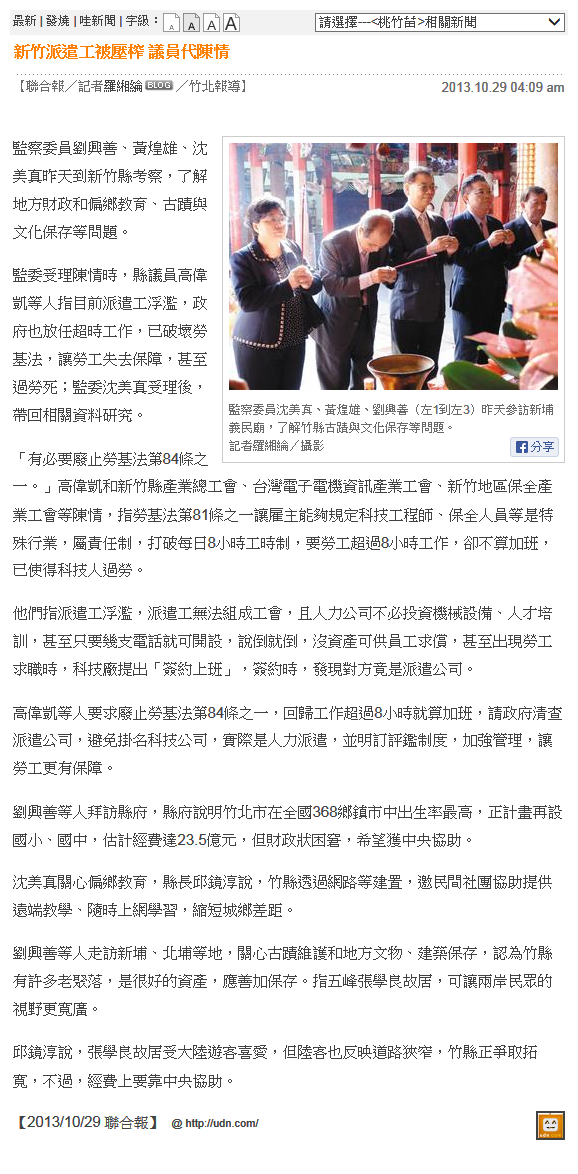 最新 | 發燒 | 哇新聞 | 字級： A A A A 請選擇---<桃竹苗>相關新聞
新竹派遣工被壓榨 議員代陳情
【聯合報／記者羅緗綸 BLOG ／竹北報導】 2013.10.29 04:09 am
監察委員劉興善、黃煌雄、沈
美真昨天到新竹縣考察，了解
地方財政和偏鄉教育、古蹟與
文化保存等問題。
監委受理陳情時，縣議員高偉
凱等人指目前派遣工浮濫，政
府也放任超時工作，已破壞勞
基法，讓勞工失去保障，甚至
過勞死；監委沈美真受理後，
帶回相關資料研究。
監察委員沈美真、黃煌雄、劉興善（左1到左3）昨天參訪新埔
義民廟，了解竹縣古蹟與文化保存等問題。
記者羅緗綸／攝影
分享
「有必要廢止勞基法第84條之
一。」高偉凱和新竹縣產業總工會、台灣電子電機資訊產業工會、新竹地區保全產
業工會等陳情，指勞基法第81條之一讓雇主能夠規定科技工程師、保全人員等是特
殊行業，屬責任制，打破每日8小時工時制，要勞工超過8小時工作，卻不算加班，
已使得科技人過勞。
他們指派遣工浮濫，派遣工無法組成工會，且人力公司不必投資機械設備、人才培
訓，甚至只要幾支電話就可開設，說倒就倒，沒資產可供員工求償，甚至出現勞工
求職時，科技廠提出「簽約上班」，簽約時，發現對方竟是派遣公司。
高偉凱等人要求廢止勞基法第84條之一，回歸工作超過8小時就算加班，請政府清查
派遣公司，避免掛名科技公司，實際是人力派遣，並明訂評鑑制度，加強管理，讓
勞工更有保障。
劉興善等人拜訪縣府，縣府說明竹北市在全國368鄉鎮市中出生率最高，正計畫再設
國小、國中，估計經費達23.5億元，但財政狀困窘，希望獲中央協助。
沈美真關心偏鄉教育，縣長邱鏡淳說，竹縣透過網路等建置，邀民間社團協助提供
遠端教學、隨時上網學習，縮短城鄉差距。
劉興善等人走訪新埔、北埔等地，關心古蹟維護和地方文物、建築保存，認為竹縣
有許多老聚落，是很好的資產，應善加保存。指五峰張學良故居，可讓兩岸民眾的
視野更寬廣。
邱鏡淳說，張學良故居受大陸遊客喜愛，但陸客也反映道路狹窄，竹縣正爭取拓
寬，不過，經費上要靠中央協助。
【2013/10/29 聯合報】 @ http://udn.com/